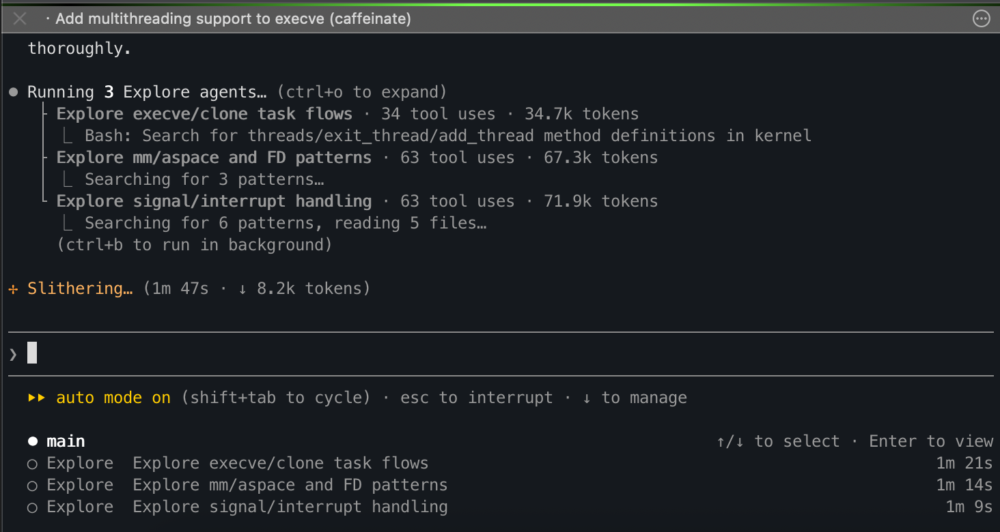 · Add multithreading support to execve (caffeinate)
thoroughly.
● Running 3 Explore agents… (ctrl+o to expand)
├ Explore execve/clone task flows · 34 tool uses · 34.7k tokens
│ ⎿ Bash: Search for threads/exit_thread/add_thread method definitions in kernel
├ Explore mm/aspace and FD patterns · 63 tool uses · 67.3k tokens
│ ⎿ Searching for 3 patterns…
└ Explore signal/interrupt handling · 63 tool uses · 71.9k tokens
⎿ Searching for 6 patterns, reading 5 files…
(ctrl+b to run in background)
✢ Slithering… (1m 47s · ↓ 8.2k tokens)
❯
⏵⏵ auto mode on (shift+tab to cycle) · esc to interrupt · ↓ to manage
● main ↑/↓ to select · Enter to view
○ Explore Explore execve/clone task flows 1m 21s
○ Explore Explore mm/aspace and FD patterns 1m 14s
○ Explore Explore signal/interrupt handling 1m 9s